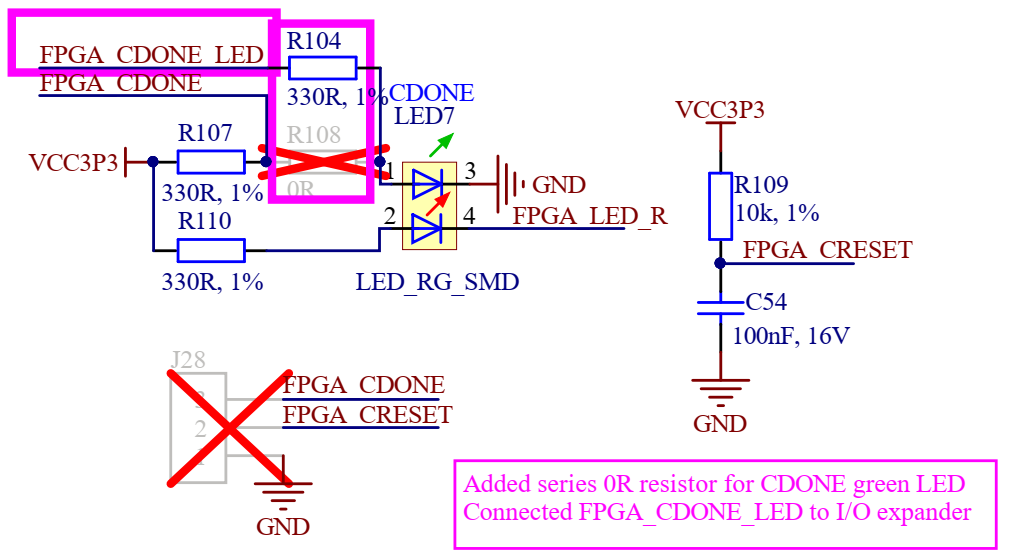 R104
FPGA_CDONE_LED
FPGA_CDONE
330R, 1%
CDONE
LED7
R107
R108
VCC3P3
330R, 1%
0R
1
3
GND
R110
2
4
FPGA_LED_R
330R, 1%
LED_RG_SMD
VCC3P3
R109
10k, 1%
FPGA_CRESET
C54
100nF, 16V
GND
J28
3
FPGA_CDONE
2
FPGA_CRESET
1
GND
Added series 0R resistor for CDONE green LED
Connected FPGA_CDONE_LED to I/O expander